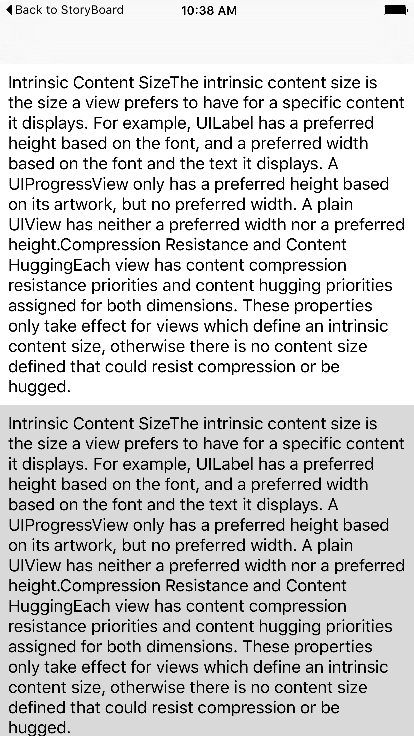 Back to StoryBoard 10:38 AM
Intrinsic Content SizeThe intrinsic content size is
the size a view prefers to have for a specific content
it displays. For example, UILabel has a preferred
height based on the font, and a preferred width
based on the font and the text it displays. A
UIProgressView only has a preferred height based
on its artwork, but no preferred width. A plain
UIView has neither a preferred width nor a preferred
height.Compression Resistance and Content
HuggingEach view has content compression
resistance priorities and content hugging priorities
assigned for both dimensions. These properties
only take effect for views which define an intrinsic
content size, otherwise there is no content size
defined that could resist compression or be
hugged.
Intrinsic Content SizeThe intrinsic content size is
the size a view prefers to have for a specific content
it displays. For example, UILabel has a preferred
height based on the font, and a preferred width
based on the font and the text it displays. A
UIProgressView only has a preferred height based
on its artwork, but no preferred width. A plain
UIView has neither a preferred width nor a preferred
height.Compression Resistance and Content
HuggingEach view has content compression
resistance priorities and content hugging priorities
assigned for both dimensions. These properties
only take effect for views which define an intrinsic
content size, otherwise there is no content size
defined that could resist compression or be
hugged.